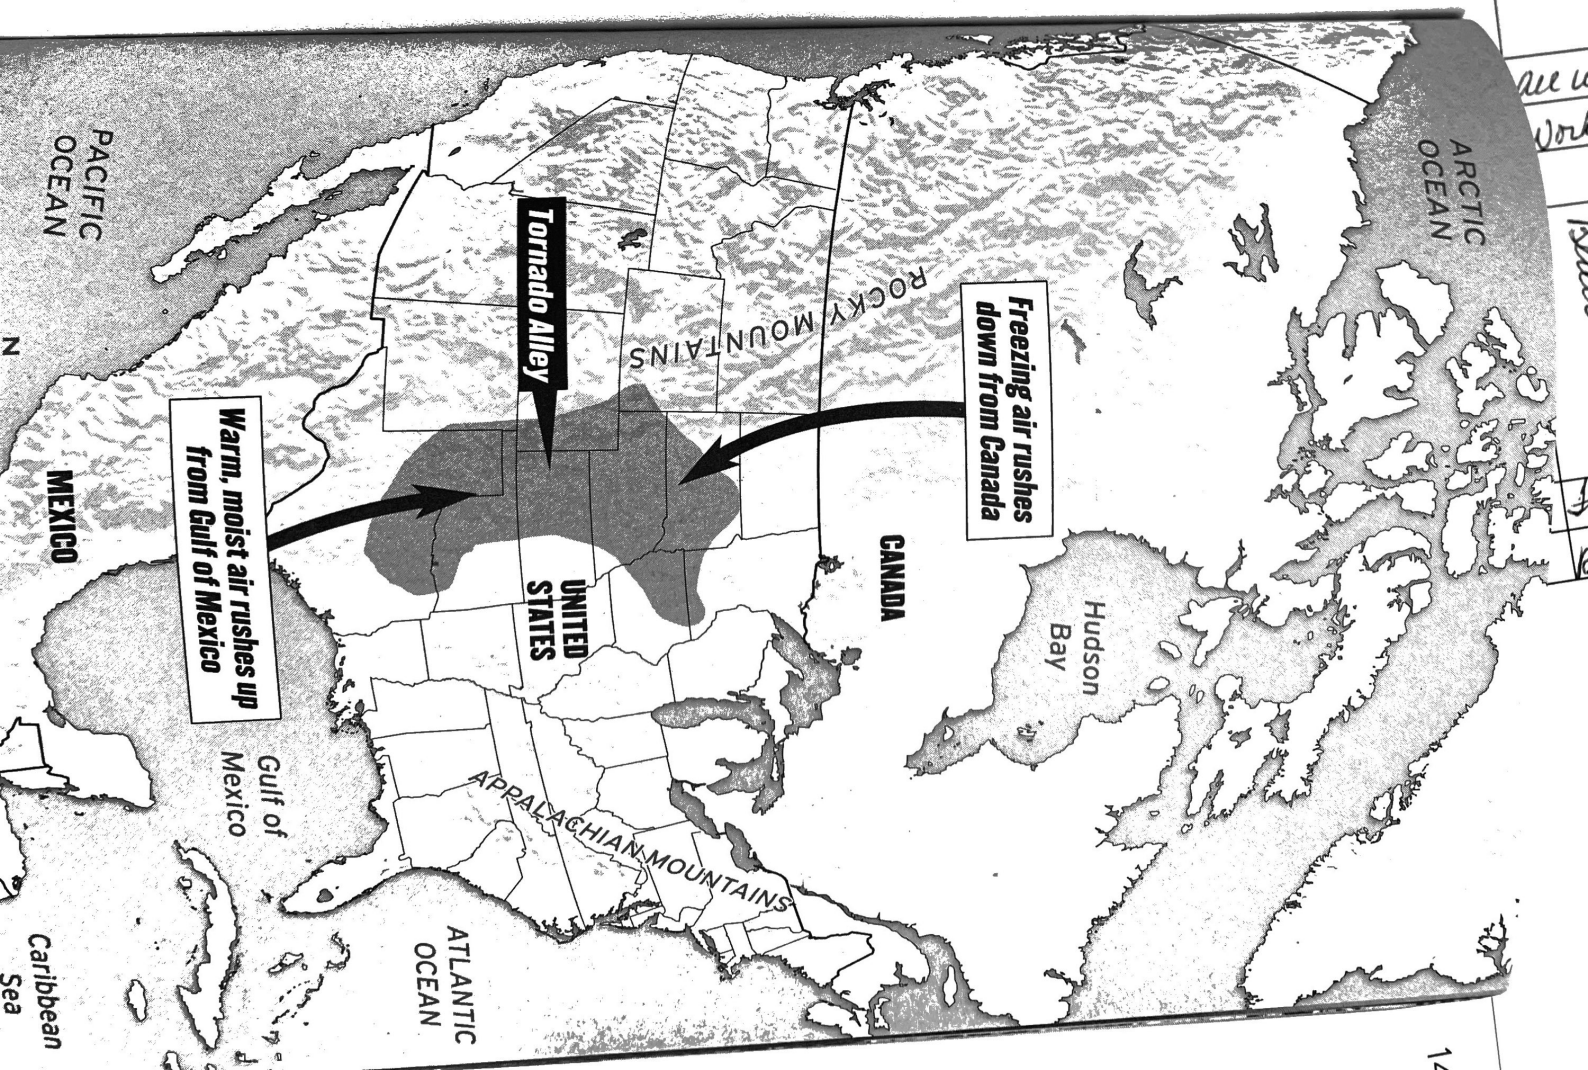 ARCTIC
OCEAN
Freezing air rushes
down from Canada
Hudson
Bay
CANADA
ROCKY MOUNTAINS
Tornado Alley
UNITED
STATES
APPALACHIAN MOUNTAINS
PACIFIC
OCEAN
Warm, moist air rushes up
from Gulf of Mexico
MEXICO
Gulf of
Mexico
ATLANTIC
OCEAN
Caribbean
Sea
N